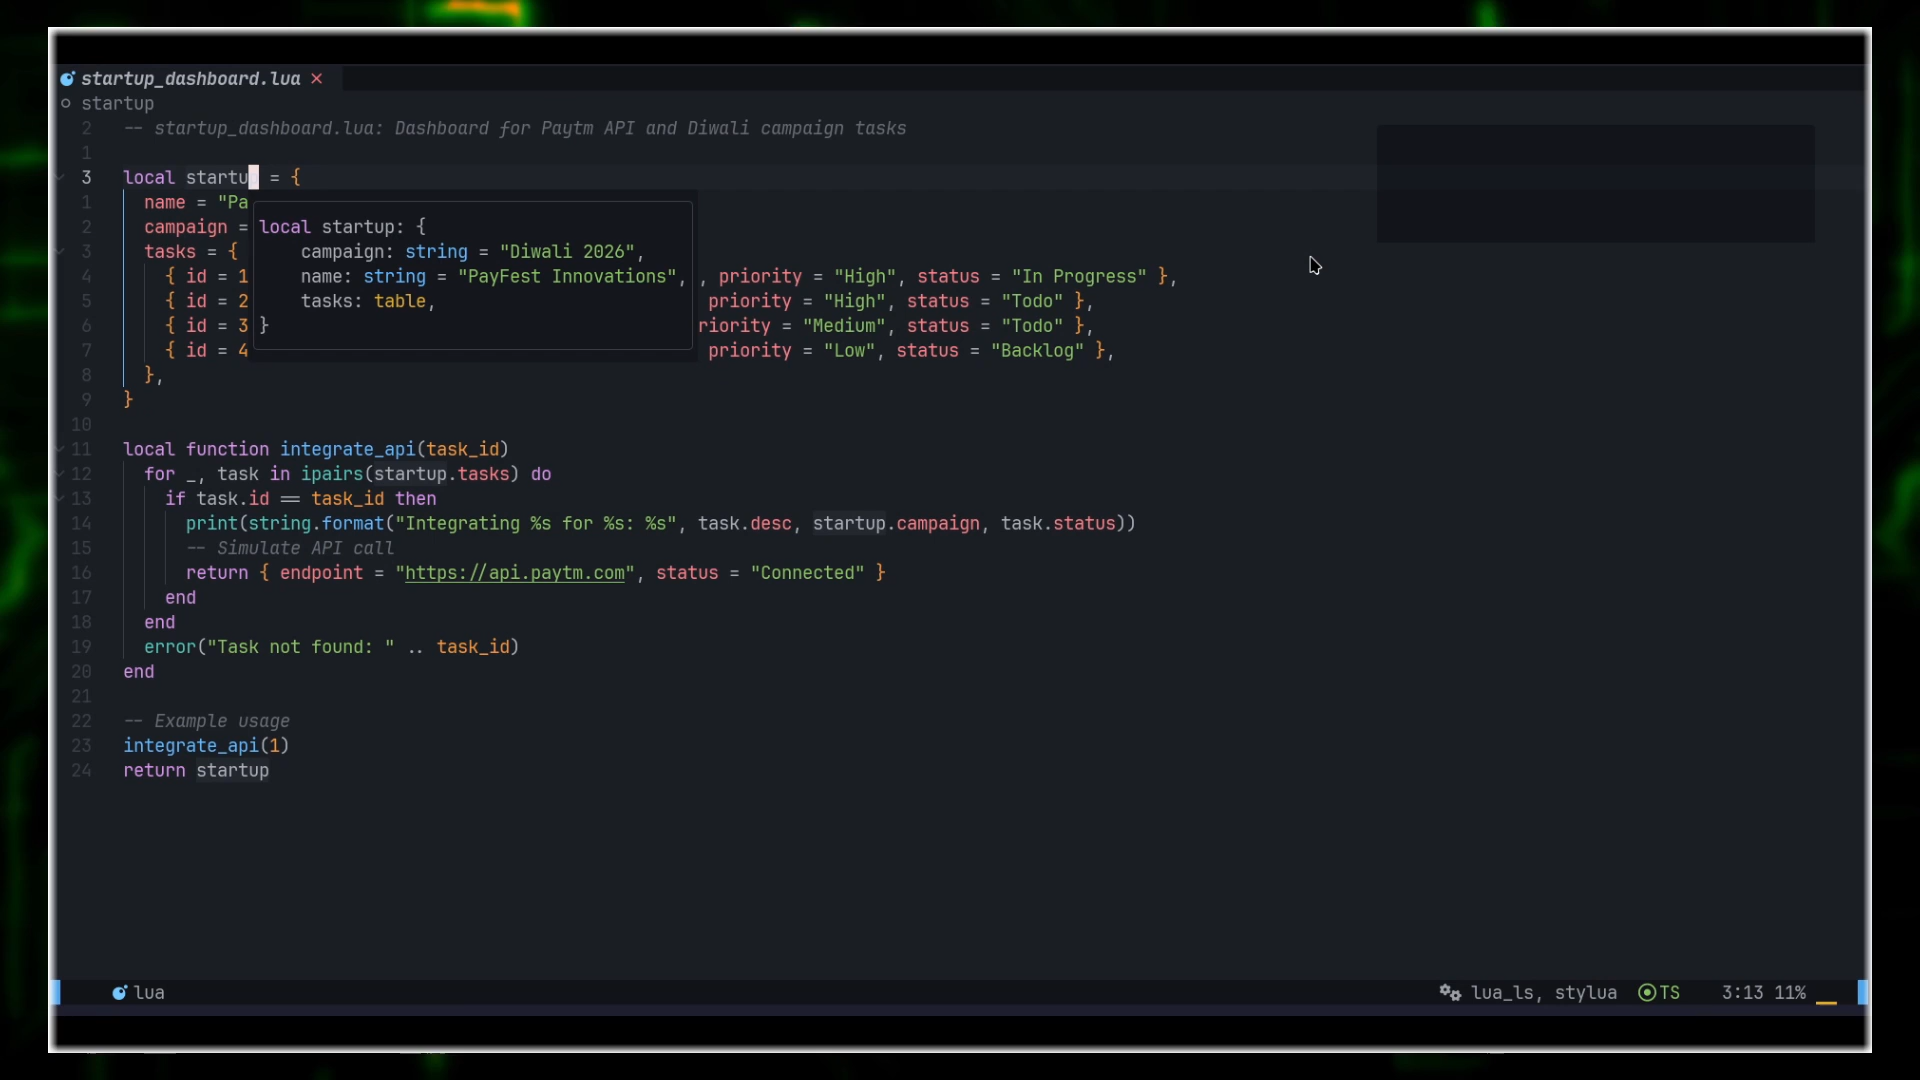 startup_dashboard.lua
startup
2 -- startup_dashboard.lua: Dashboard for Paytm API and Diwali campaign tasks
1
3 local startu = {
1 name = "Pa
2 campaign =
3 tasks = {
4 { id = 1 , priority = "High", status = "In Progress" },
5 { id = 2 priority = "High", status = "Todo" },
6 { id = 3 riority = "Medium", status = "Todo" },
7 { id = 4 priority = "Low", status = "Backlog" },
8 },
9 }
local startup: {
campaign: string = "Diwali 2026",
name: string = "PayFest Innovations",
tasks: table,
}
10
11 local function integrate_api(task_id)
12 for _, task in ipairs(startup.tasks) do
13 if task.id == task_id then
14 print(string.format("Integrating %s for %s: %s", task.desc, startup.campaign, task.status))
15 -- Simulate API call
16 return { endpoint = "https://api.paytm.com", status = "Connected" }
17 end
18 end
19 error("Task not found: " .. task_id)
20 end
21
22 -- Example usage
23 integrate_api(1)
24 return startup
lua lua_ls, stylua TS 3:13 11%